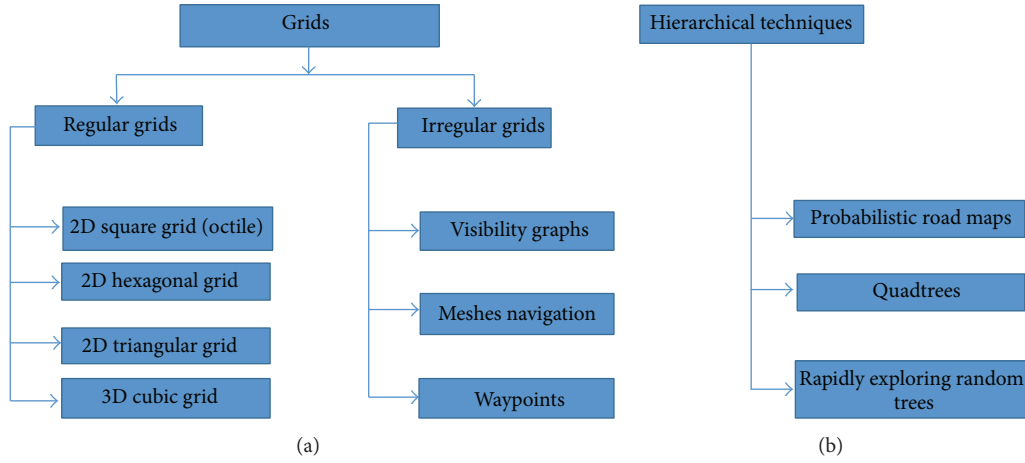 Grids
Regular grids
Irregular grids
2D square grid (octile)
2D hexagonal grid
2D triangular grid
3D cubic grid
Visibility graphs
Meshes navigation
Waypoints
(a)
Hierarchical techniques
Probabilistic road maps
Quadtrees
Rapidly exploring random
trees
(b)